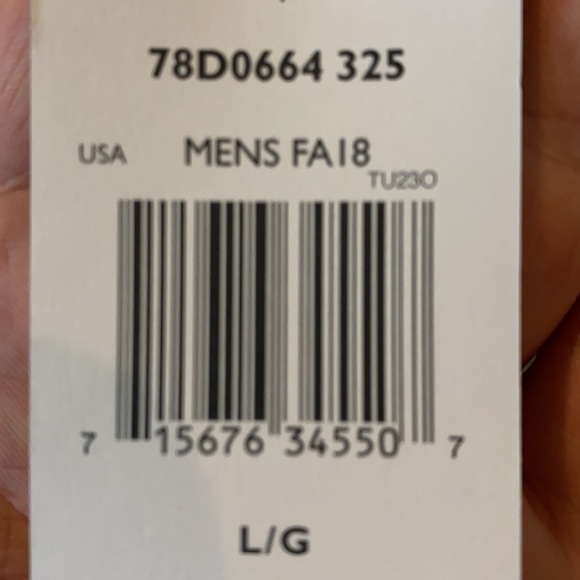 78D0664 325
USA MENS FA18
TU23O
7 15676 34550 7
L/G